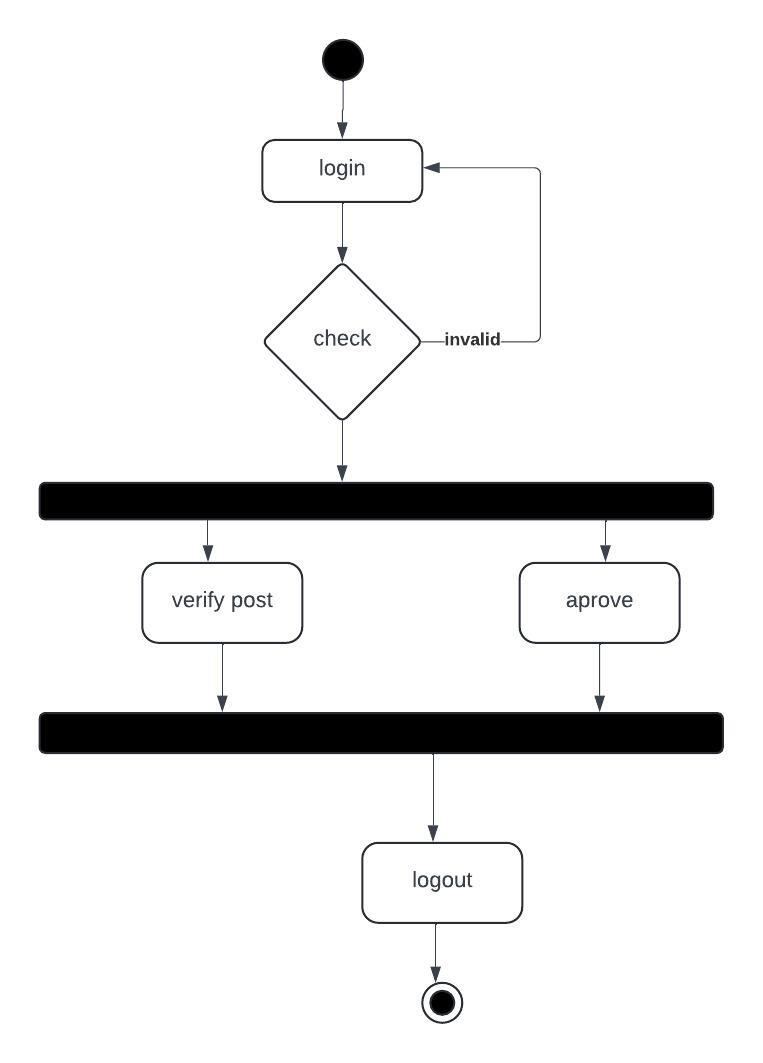 login
check
invalid
verify post
aprove
logout